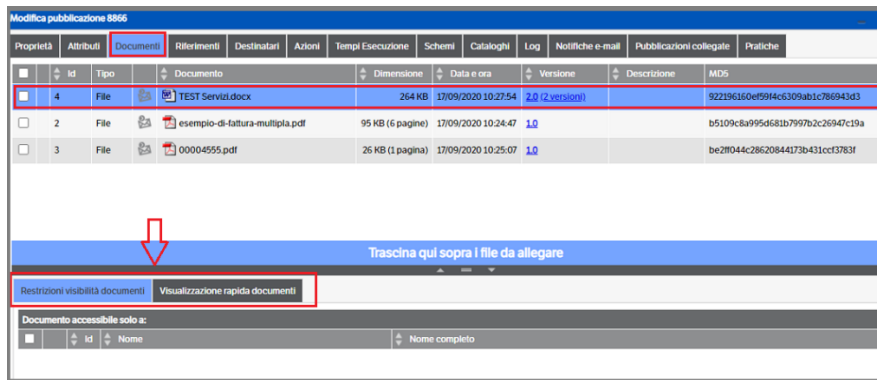 Modifica pubblicazione 8866
Proprietà Attributi Documenti Riferimenti Destinatari Azioni Tempi Esecuzione Schemi Cataloghi Log Notifiche e-mail Pubblicazioni collegate Pratiche
Id Tipo Documento Dimensione Data e ora Versione Descrizione MD5
4 File TEST Servizi.docx 264 KB 17/09/2020 10:27:54 2.0 (2 versioni) 922196160ef59f4c6309ab1c786943d3
2 File esempio-di-fattura-multipla.pdf 95 KB (6 pagine) 17/09/2020 10:24:47 1.0 b5109c8a995d681b7997b2c26947c19a
3 File 00004555.pdf 26 KB (1 pagina) 17/09/2020 10:25:07 1.0 be2ff044c28620844173b431ccf3783f
Trascina qui sopra i file da allegare
Restrizioni visibilità documenti Visualizzazione rapida documenti
Documento accessibile solo a:
Id Nome Nome completo